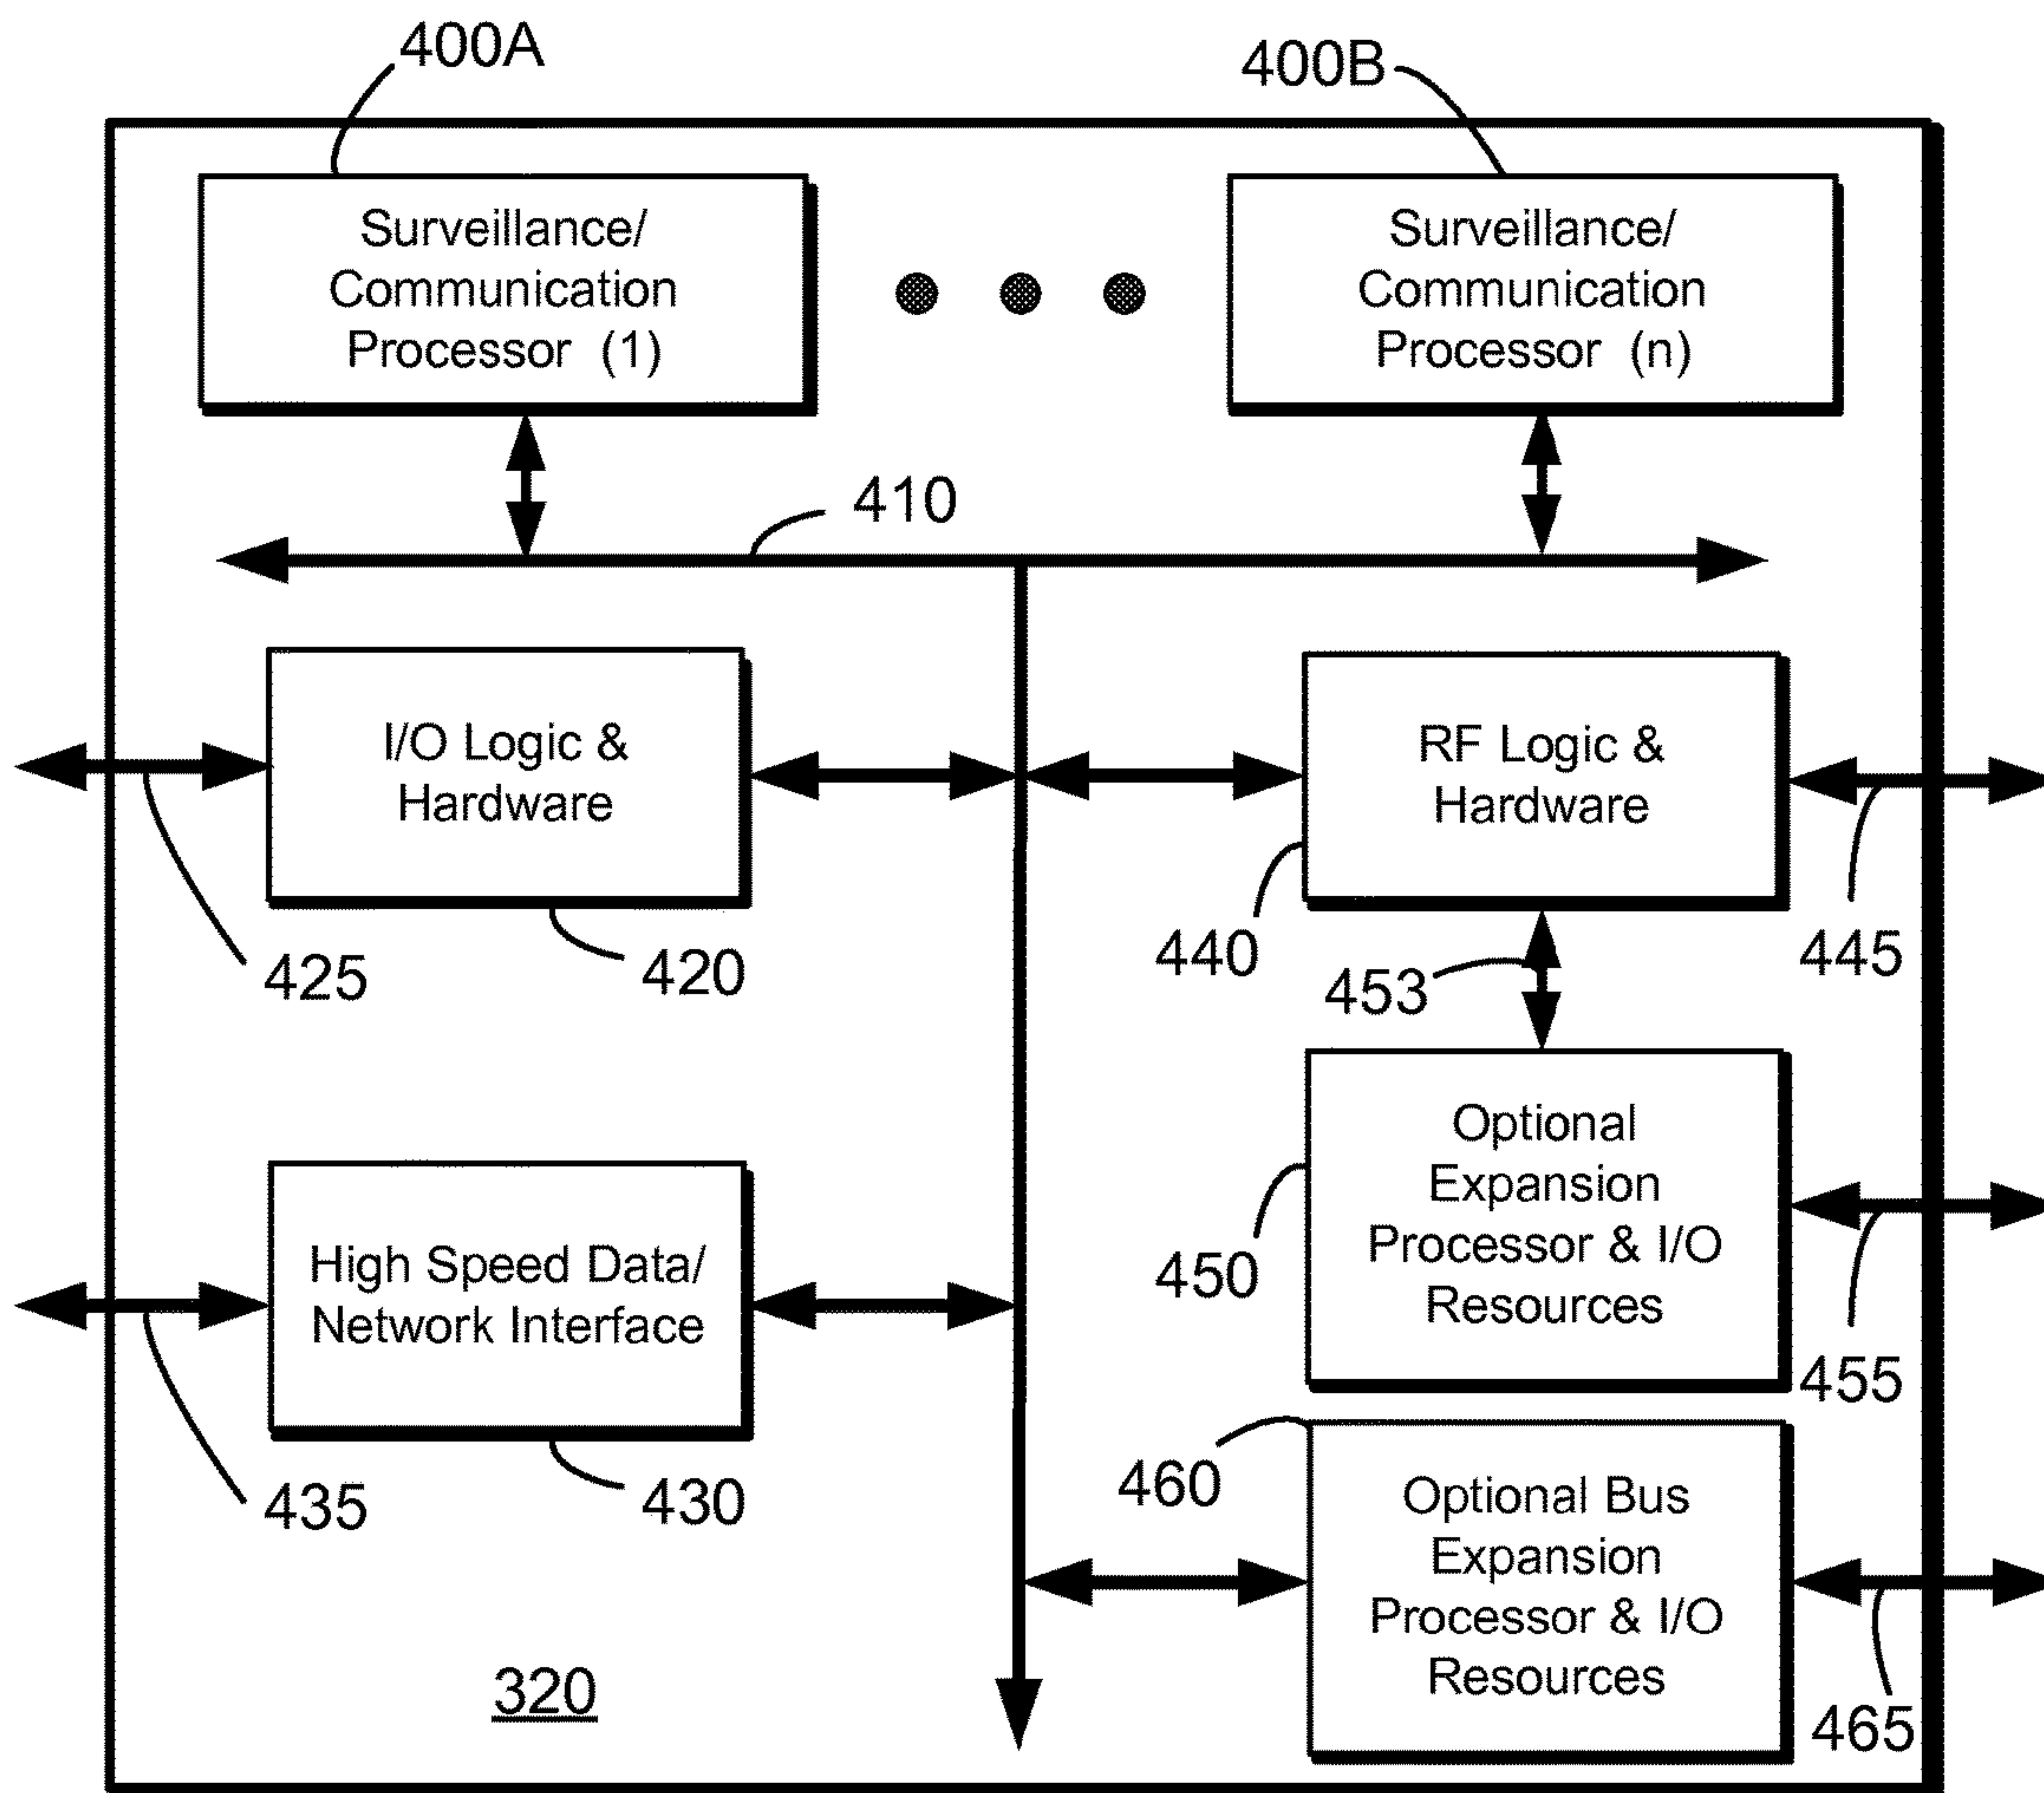 400A
400B
Surveillance/
Communication
Processor (1)
Surveillance/
Communication
Processor (n)
410
I/O Logic &
Hardware
RF Logic &
Hardware
425
420
440
453
445
Optional
Expansion
Processor & I/O
Resources
450
455
High Speed Data/
Network Interface
435
430
460
Optional Bus
Expansion
Processor & I/O
Resources
465
320